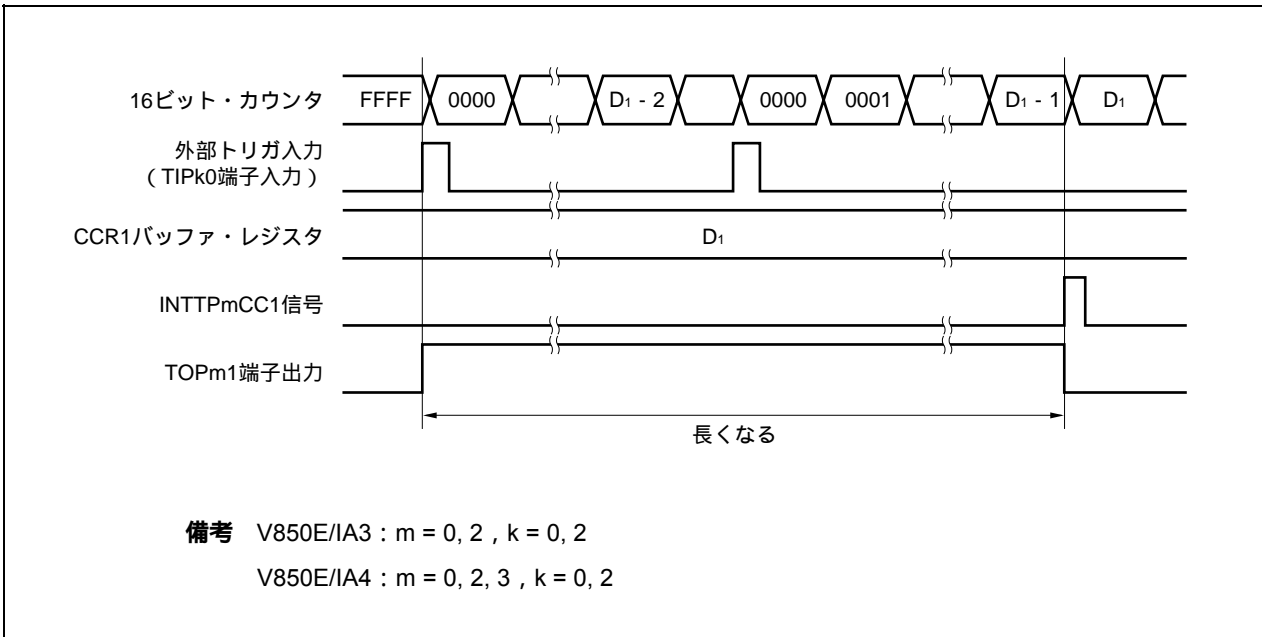 16ビット・カウンタ FFFF 0000 D1 - 2 0000 0001 D1 - 1 D1
外部トリガ入力
（TIPk0端子入力）
CCR1バッファ・レジスタ D1
INTTPmCC1信号
TOPm1端子出力
長くなる
備考 V850E/IA3：m = 0, 2，k = 0, 2
V850E/IA4：m = 0, 2, 3，k = 0, 2